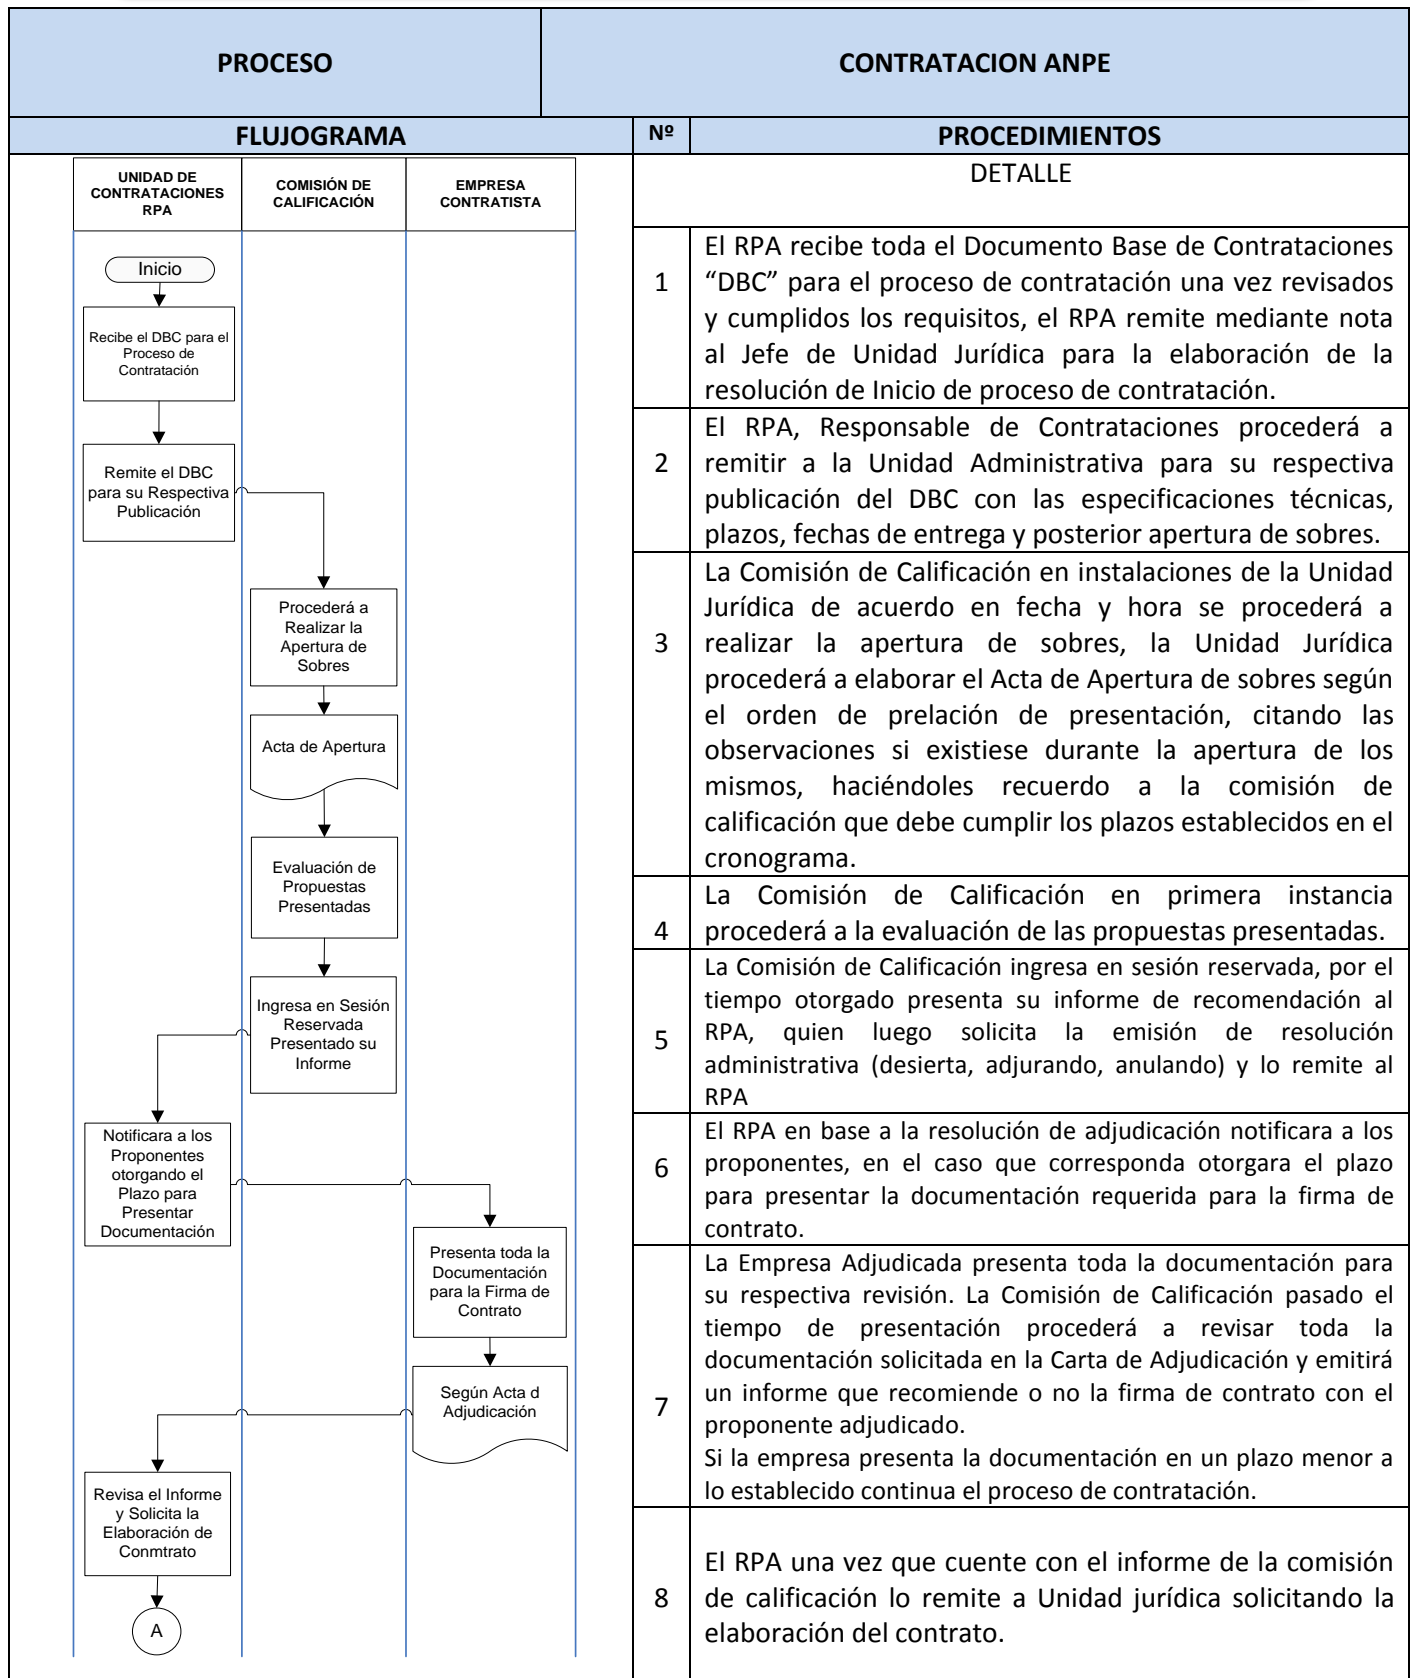 PROCESO
CONTRATACION ANPE
FLUJOGRAMA
Nº
PROCEDIMIENTOS
UNIDAD DE
CONTRATACIONES
RPA
COMISIÓN DE
CALIFICACIÓN
EMPRESA
CONTRATISTA
Inicio
Recibe el DBC para el
Proceso de
Contratación
Remite el DBC
para su Respectiva
Publicación
Procederá a
Realizar la
Apertura de
Sobres
Acta de Apertura
Evaluación de
Propuestas
Presentadas
Ingresa en Sesión
Reservada
Presentado su
Informe
Notificara a los
Proponentes
otorgando el
Plazo para
Presentar
Documentación
Presenta toda la
Documentación
para la Firma de
Contrato
Según Acta d
Adjudicación
Revisa el Informe
y Solicita la
Elaboración de
Conmtrato
A
DETALLE
1
El RPA recibe toda el Documento Base de Contrataciones
“DBC” para el proceso de contratación una vez revisados
y cumplidos los requisitos, el RPA remite mediante nota
al Jefe de Unidad Jurídica para la elaboración de la
resolución de Inicio de proceso de contratación.
2
El RPA, Responsable de Contrataciones procederá a
remitir a la Unidad Administrativa para su respectiva
publicación del DBC con las especificaciones técnicas,
plazos, fechas de entrega y posterior apertura de sobres.
3
La Comisión de Calificación en instalaciones de la Unidad
Jurídica de acuerdo en fecha y hora se procederá a
realizar la apertura de sobres, la Unidad Jurídica
procederá a elaborar el Acta de Apertura de sobres según
el orden de prelación de presentación, citando las
observaciones si existiese durante la apertura de los
mismos, haciéndoles recuerdo a la comisión de
calificación que debe cumplir los plazos establecidos en el
cronograma.
4
La Comisión de Calificación en primera instancia
procederá a la evaluación de las propuestas presentadas.
5
La Comisión de Calificación ingresa en sesión reservada, por el
tiempo otorgado presenta su informe de recomendación al
RPA, quien luego solicita la emisión de resolución
administrativa (desierta, adjurando, anulando) y lo remite al
RPA
6
El RPA en base a la resolución de adjudicación notificara a los
proponentes, en el caso que corresponda otorgara el plazo
para presentar la documentación requerida para la firma de
contrato.
7
La Empresa Adjudicada presenta toda la documentación para
su respectiva revisión. La Comisión de Calificación pasado el
tiempo de presentación procederá a revisar toda la
documentación solicitada en la Carta de Adjudicación y emitirá
un informe que recomiende o no la firma de contrato con el
proponente adjudicado.
Si la empresa presenta la documentación en un plazo menor a
lo establecido continua el proceso de contratación.
8
El RPA una vez que cuente con el informe de la comisión
de calificación lo remite a Unidad jurídica solicitando la
elaboración del contrato.